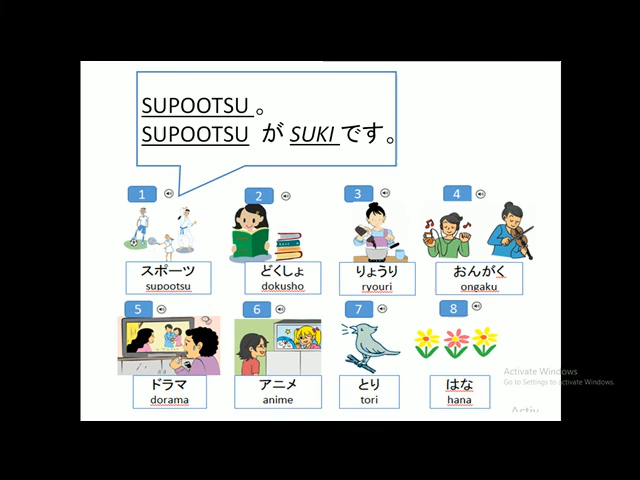 SUPOOTSU。
SUPOOTSU が SUKI です。
1
2
3
4
スポーツ
supootsu
どくしょ
dokusho
りょうり
ryouri
おんがく
ongaku
5
6
7
8
ドラマ
dorama
アニメ
anime
とり
tori
はな
hana
Activate Windows
Go to Settings to activate Windows.